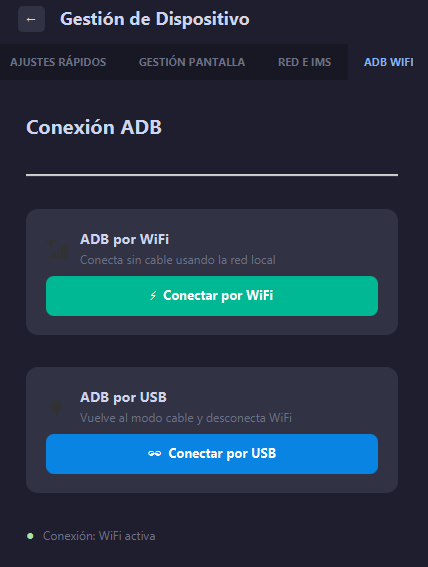 ← Gestión de Dispositivo
AJUSTES RÁPIDOS GESTIÓN PANTALLA RED E IMS ADB WIFI
Conexión ADB
ADB por WiFi
Conecta sin cable usando la red local
⚡ Conectar por WiFi
ADB por USB
Vuelve al modo cable y desconecta WiFi
Conectar por USB
● Conexión: WiFi activa